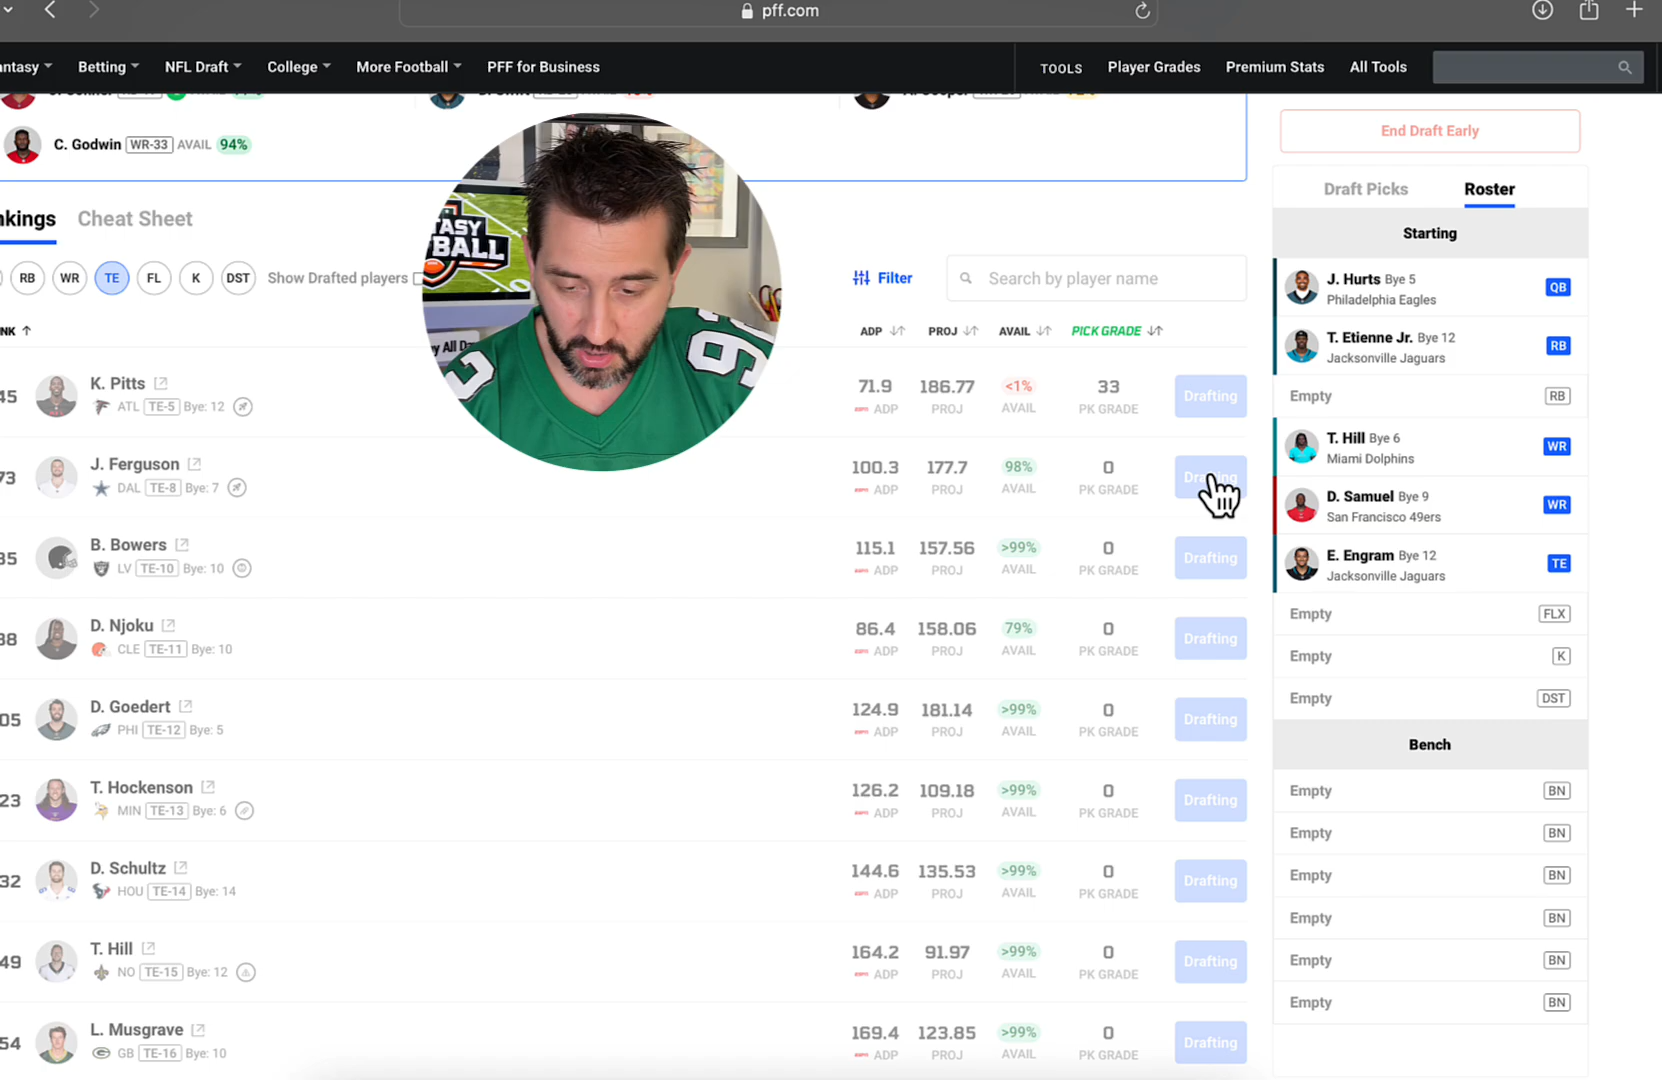 pff.com
antasy Betting NFL Draft College More Football PFF for Business TOOLS Player Grades Premium Stats All Tools
C. Godwin WR-33 AVAIL 94%
End Draft Early
nkings Cheat Sheet
Draft Picks Roster
RB WR TE FL K DST Show Drafted players
Filter Search by player name
Starting
NK ADP PROJ AVAIL PICK GRADE
45 K. Pitts 71.9 186.77 <1% 33 Drafting
ATL TE-5 Bye: 12 ADP PROJ AVAIL PK GRADE
73 J. Ferguson 100.3 177.7 98% 0
DAL TE-8 Bye: 7 ADP PROJ AVAIL PK GRADE
35 B. Bowers 115.1 157.56 >99% 0 Drafting
LV TE-10 Bye: 10 ADP PROJ AVAIL PK GRADE
38 D. Njoku 86.4 158.06 79% 0 Drafting
CLE TE-11 Bye: 10 ADP PROJ AVAIL PK GRADE
05 D. Goedert 124.9 181.14 >99% 0 Drafting
PHI TE-12 Bye: 5 ADP PROJ AVAIL PK GRADE
23 T. Hockenson 126.2 109.18 >99% 0 Drafting
MIN TE-13 Bye: 6 ADP PROJ AVAIL PK GRADE
32 D. Schultz 144.6 135.53 >99% 0 Drafting
HOU TE-14 Bye: 14 ADP PROJ AVAIL PK GRADE
49 T. Hill 164.2 91.97 >99% 0 Drafting
NO TE-15 Bye: 12 ADP PROJ AVAIL PK GRADE
54 L. Musgrave 169.4 123.85 >99% 0 Drafting
GB TE-16 Bye: 10 ADP PROJ AVAIL PK GRADE
J. Hurts Bye 5 QB
Philadelphia Eagles
T. Etienne Jr. Bye 12 RB
Jacksonville Jaguars
Empty RB
T. Hill Bye 6 WR
Miami Dolphins
D. Samuel Bye 9 WR
San Francisco 49ers
E. Engram Bye 12 TE
Jacksonville Jaguars
Empty FLX
Empty K
Empty DST
Bench
Empty BN
Empty BN
Empty BN
Empty BN
Empty BN
Empty BN